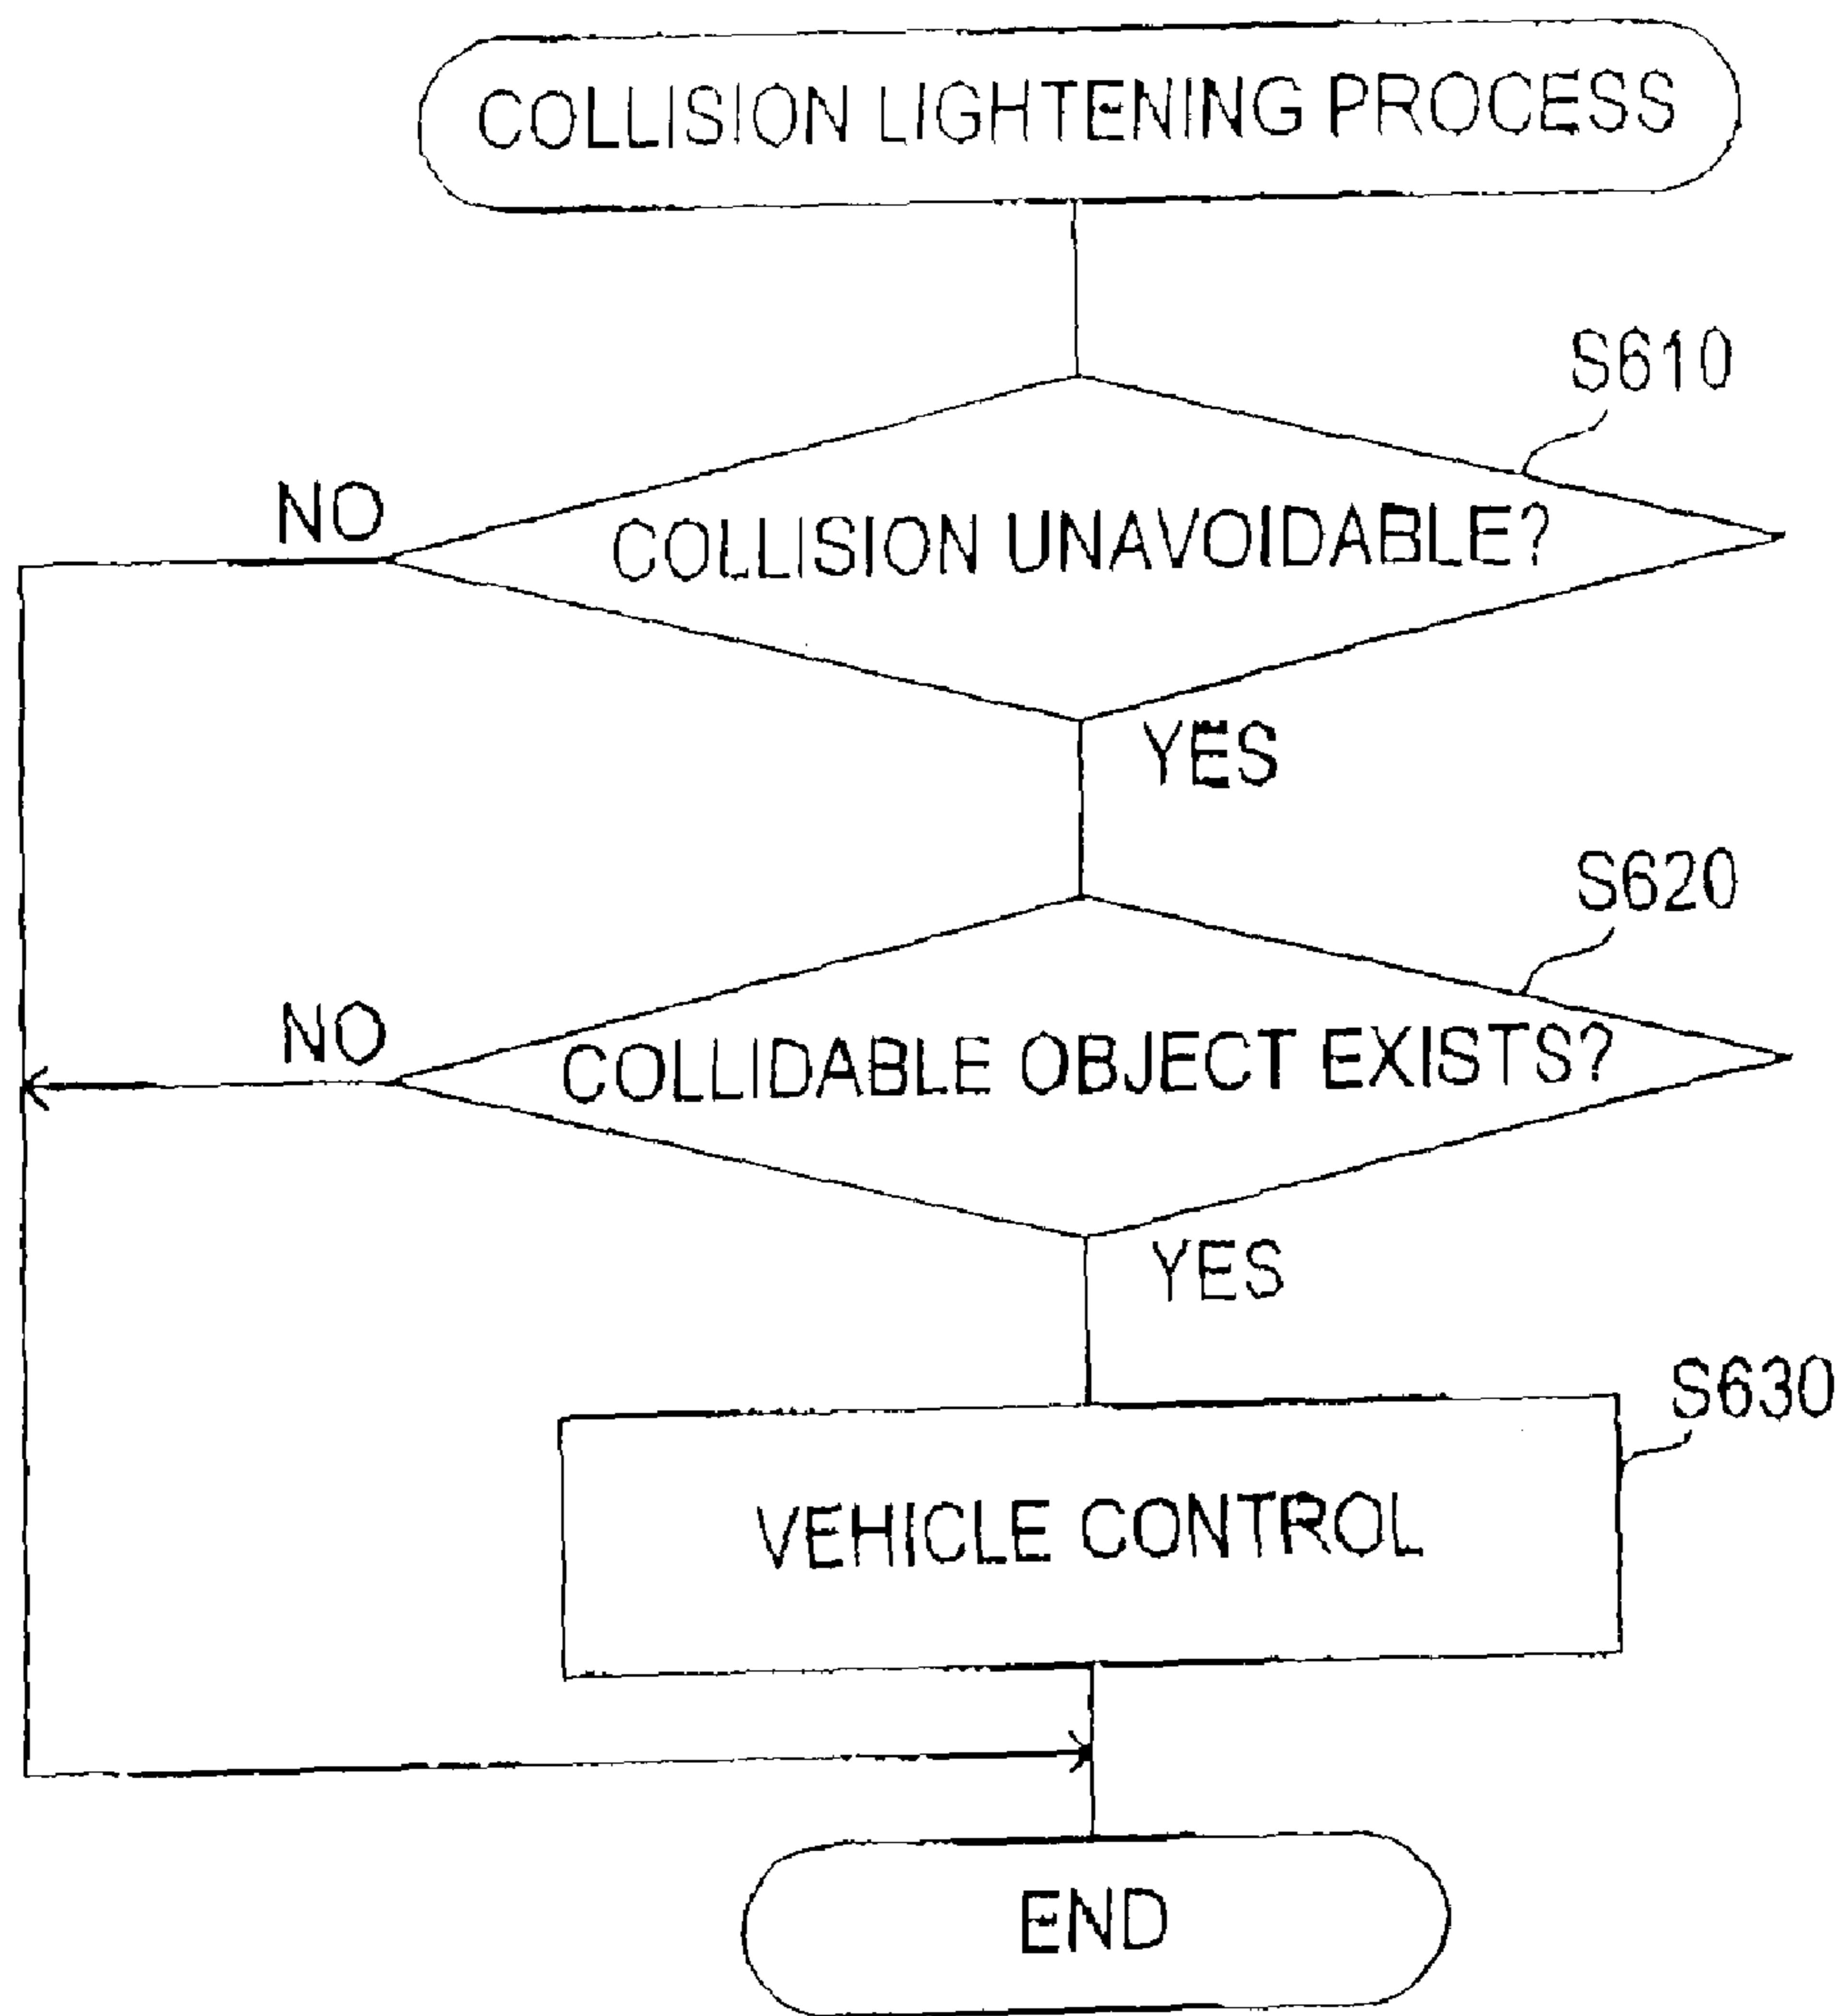 COLLISION LIGHTENING PROCESS
S610
NO
COLLISION UNAVOIDABLE?
YES
S620
NO
COLLIDABLE OBJECT EXISTS?
YES
S630
VEHICLE CONTROL
END